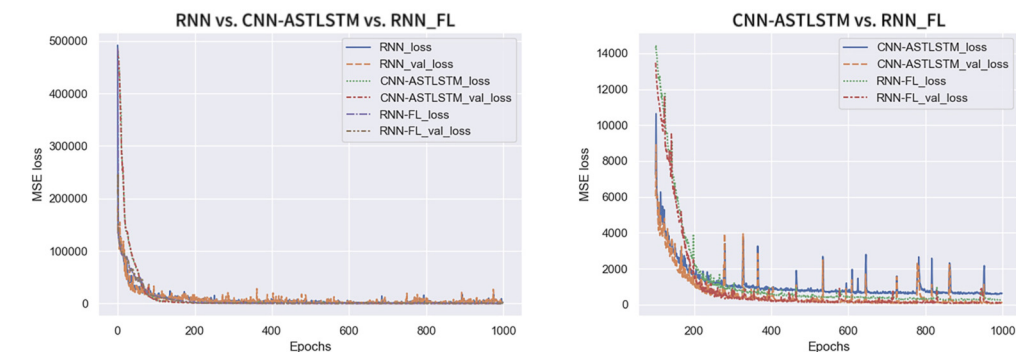 RNN vs. CNN-ASTLSTM vs. RNN_FL
500000
400000
300000
200000
100000
0
MSE loss
0 200 400 600 800 1000
Epochs
RNN_loss
RNN_val_loss
CNN-ASTLSTM_loss
CNN-ASTLSTM_val_loss
RNN-FL_loss
RNN-FL_val_loss
CNN-ASTLSTM vs. RNN_FL
14000
12000
10000
8000
6000
4000
2000
0
MSE loss
200 400 600 800 1000
Epochs
CNN-ASTLSTM_loss
CNN-ASTLSTM_val_loss
RNN-FL_loss
RNN-FL_val_loss